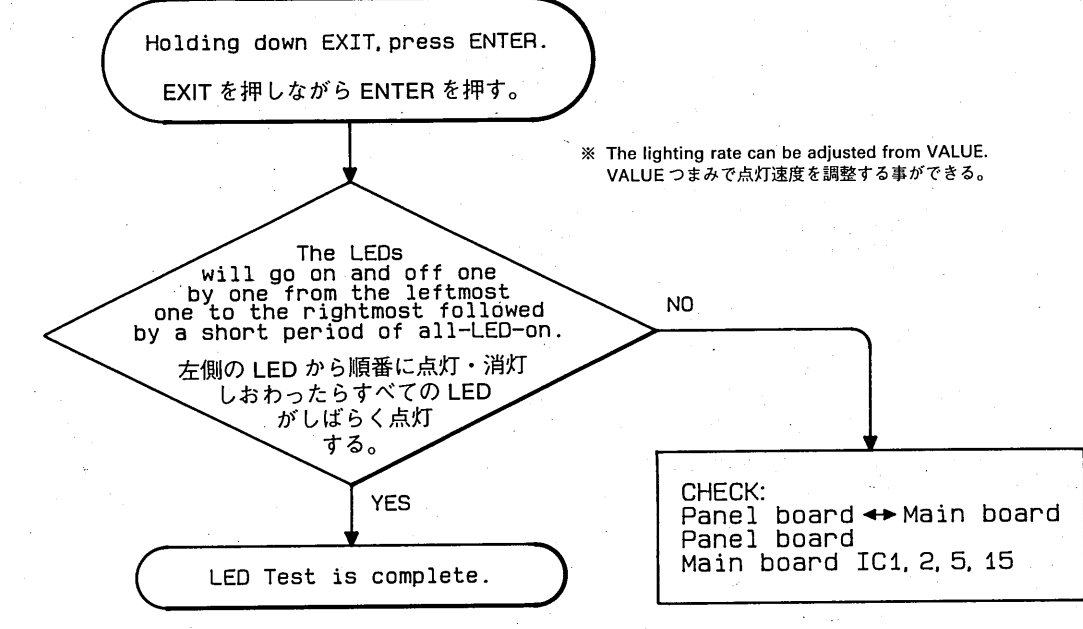 Holding down EXIT, press ENTER.
EXIT を押しながら ENTER を押す。
※ The lighting rate can be adjusted from VALUE.
VALUE つまみで点灯速度を調整する事ができる。
The LEDs
will go on and off one
by one from the leftmost
one to the rightmost followed
by a short period of all-LED-on.
左側の LED から順番に点灯・消灯
しおわったらすべての LED
がしばらく点灯
する。
NO
YES
CHECK:
Panel board ↔ Main board
Panel board
Main board IC1, 2, 5, 15
LED Test is complete.